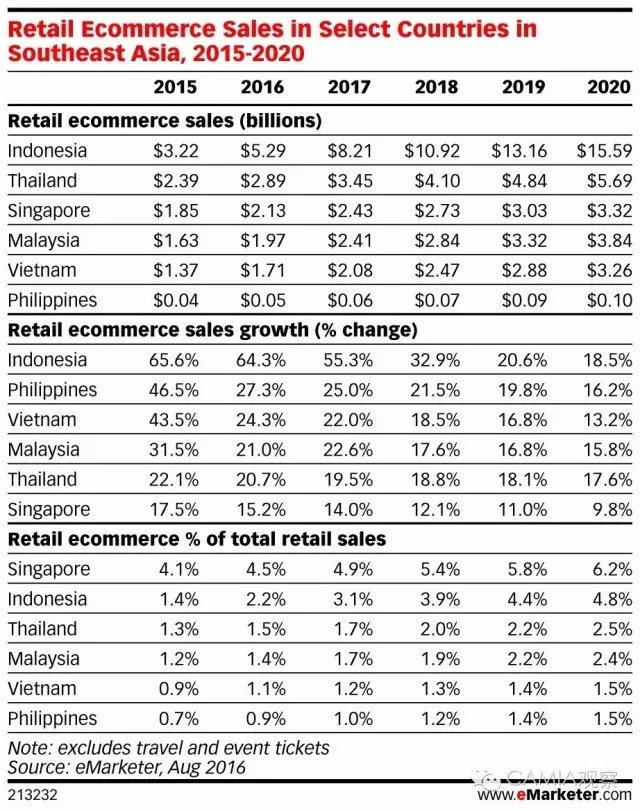 Retail Ecommerce Sales in Select Countries in
Southeast Asia, 2015-2020
2015 2016 2017 2018 2019 2020
Retail ecommerce sales (billions)
Indonesia $3.22 $5.29 $8.21 $10.92 $13.16 $15.59
Thailand $2.39 $2.89 $3.45 $4.10 $4.84 $5.69
Singapore $1.85 $2.13 $2.43 $2.73 $3.03 $3.32
Malaysia $1.63 $1.97 $2.41 $2.84 $3.32 $3.84
Vietnam $1.37 $1.71 $2.08 $2.47 $2.88 $3.26
Philippines $0.04 $0.05 $0.06 $0.07 $0.09 $0.10
Retail ecommerce sales growth (% change)
Indonesia 65.6% 64.3% 55.3% 32.9% 20.6% 18.5%
Philippines 46.5% 27.3% 25.0% 21.5% 19.8% 16.2%
Vietnam 43.5% 24.3% 22.0% 18.5% 16.8% 13.2%
Malaysia 31.5% 21.0% 22.6% 17.6% 16.8% 15.8%
Thailand 22.1% 20.7% 19.5% 18.8% 18.1% 17.6%
Singapore 17.5% 15.2% 14.0% 12.1% 11.0% 9.8%
Retail ecommerce % of total retail sales
Singapore 4.1% 4.5% 4.9% 5.4% 5.8% 6.2%
Indonesia 1.4% 2.2% 3.1% 3.9% 4.4% 4.8%
Thailand 1.3% 1.5% 1.7% 2.0% 2.2% 2.5%
Malaysia 1.2% 1.4% 1.7% 1.9% 2.2% 2.4%
Vietnam 0.9% 1.1% 1.2% 1.3% 1.4% 1.5%
Philippines 0.7% 0.9% 1.0% 1.2% 1.4% 1.5%
Note: excludes travel and event tickets
Source: eMarketer, Aug 2016
GAMIA观察
213232 www.eMarketer.com